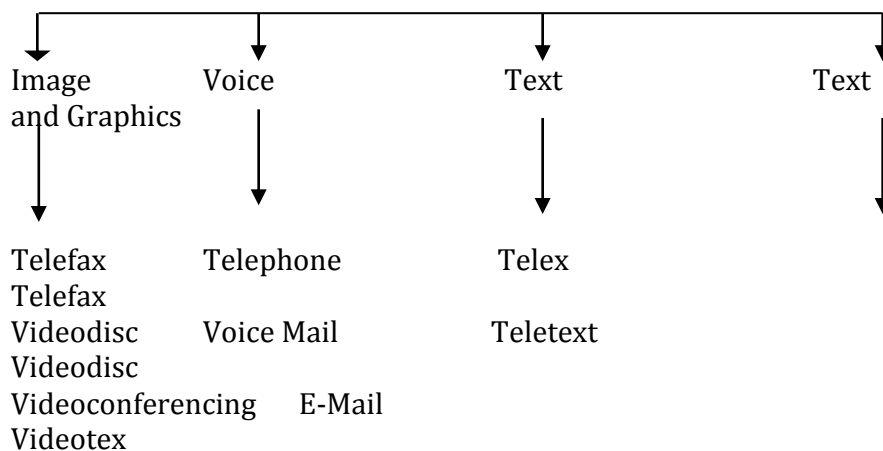 Image Voice Text Text
and Graphics
Telefax Telephone Telex
Telefax
Videodisc Voice Mail Teletext
Videodisc
Videoconferencing E-Mail
Videotex